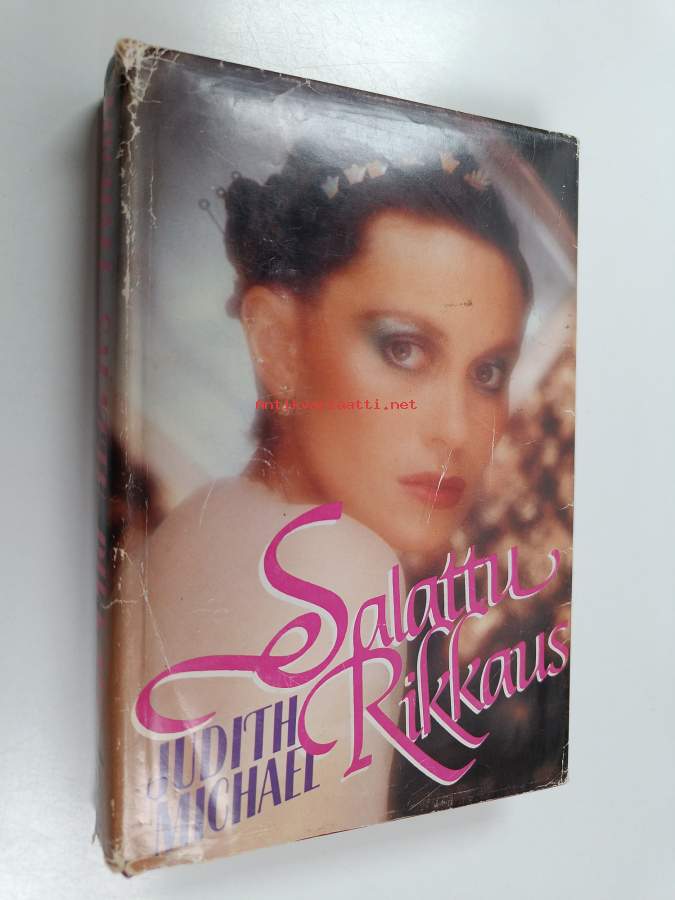 Salattu
Rikkaus
JUDITH
MICHAEL
antikvariaatti.net